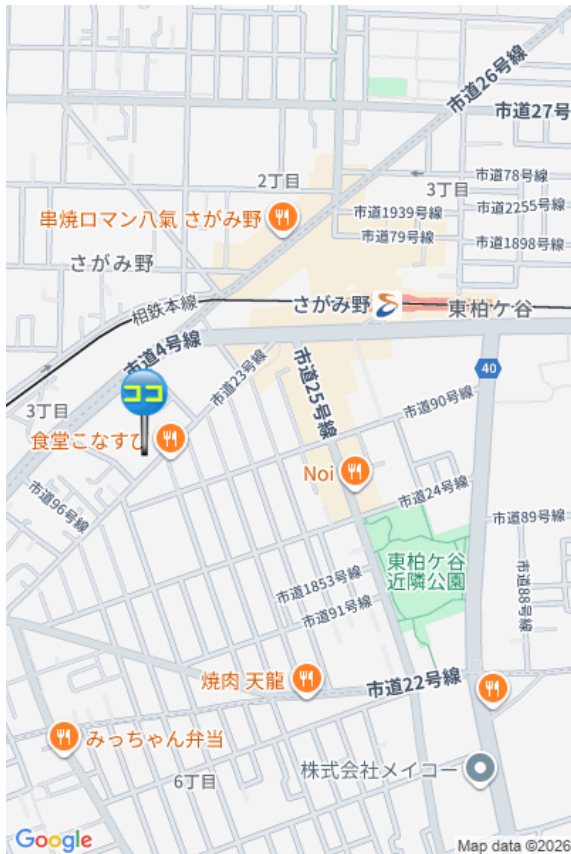 市道26号線
市道27号
市道78号線
2丁目
3丁目
市道1939号線
市道2255号線
串焼ロマン八氣 さがみ野
市道79号線
市道1898号線
さがみ野
相鉄本線
さがみ野
東柏ケ谷
市道4号線
市道23号線
市道25号線
40
ココ
3丁目
市道90号線
食堂こなすび
Noi
市道24号線
市道96号線
市道89号線
東柏ケ谷
近隣公園
市道88号線
市道1853号線
市道91号線
焼肉 天龍
市道22号線
みっちゃん弁当
株式会社メイコー
6丁目
Google
Map data ©2026